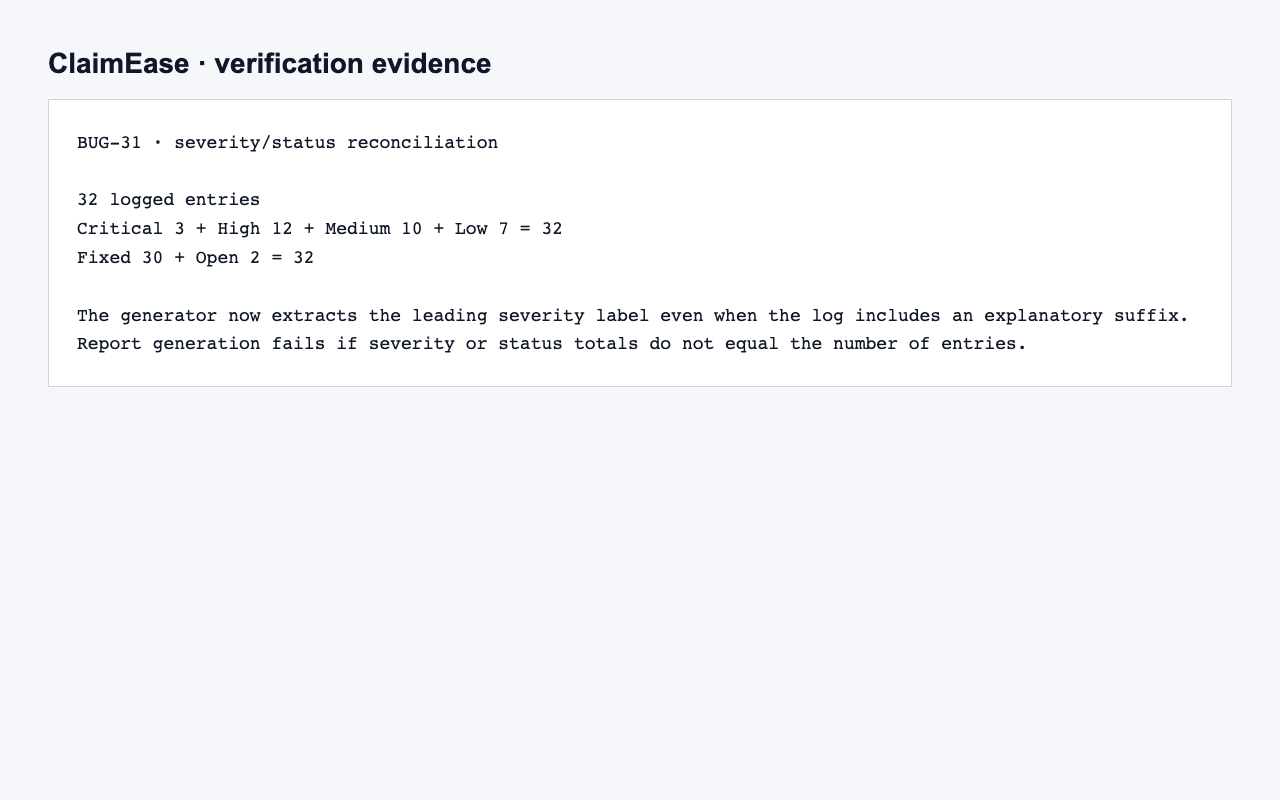 ClaimEase · verification evidence
BUG-31 · severity/status reconciliation
32 logged entries
Critical 3 + High 12 + Medium 10 + Low 7 = 32
Fixed 30 + Open 2 = 32
The generator now extracts the leading severity label even when the log includes an explanatory suffix.
Report generation fails if severity or status totals do not equal the number of entries.